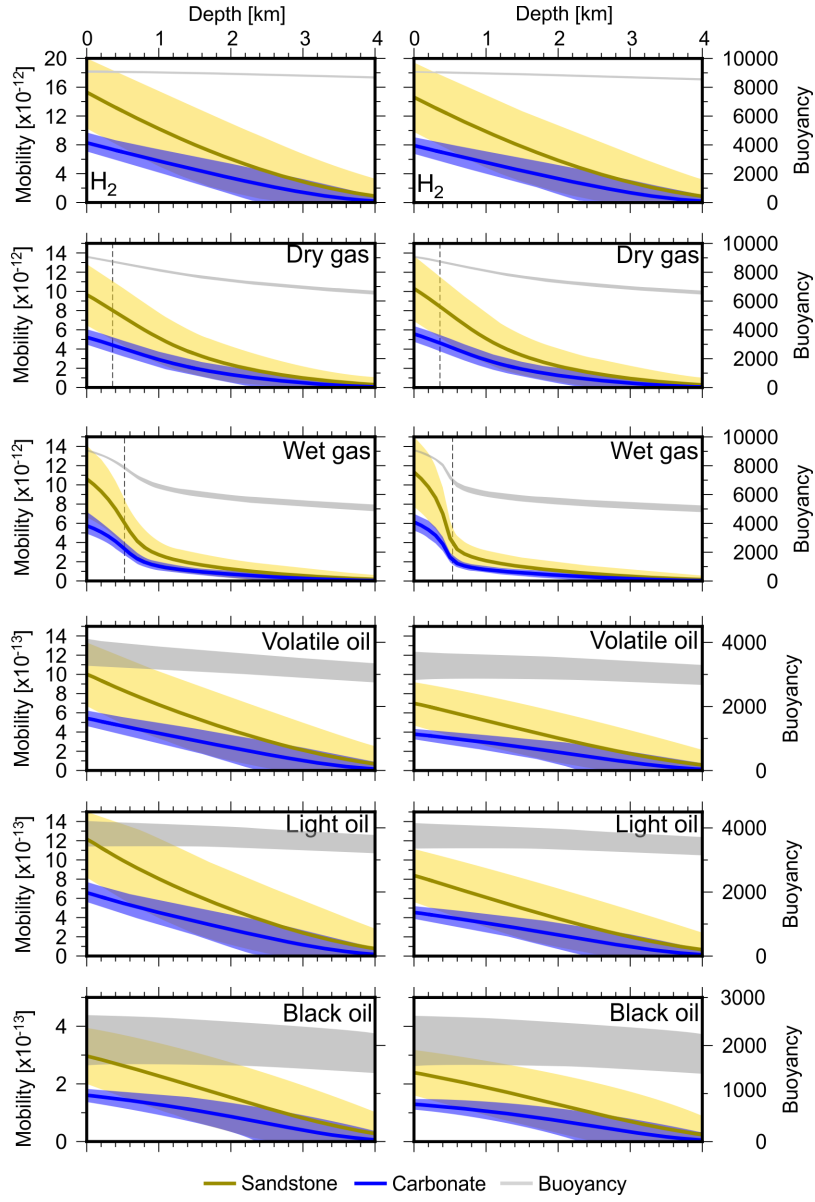 Depth [km] Depth [km]
0 1 2 3 4 0 1 2 3 4
20 10000
16 8000
12 6000
8 4000
4 2000
0 0
Mobility [x10-12] H2 H2 Buoyancy
14 Dry gas Dry gas 10000
12 8000
10
8 6000
6 4000
4
2 2000
0 0
Mobility [x10-12] Buoyancy
14 Wet gas Wet gas 10000
12 8000
10
8 6000
6 4000
4
2 2000
0 0
Mobility [x10-12] Buoyancy
14 Volatile oil Volatile oil 4000
12
10
8
6 2000
4
2
0 0
Mobility [x10-13] Buoyancy
14 Light oil Light oil 4000
12
10
8
6 2000
4
2
0 0
Mobility [x10-13] Buoyancy
Black oil Black oil 3000
4 2000
2 1000
0 0
Mobility [x10-13] Buoyancy
Sandstone Carbonate Buoyancy